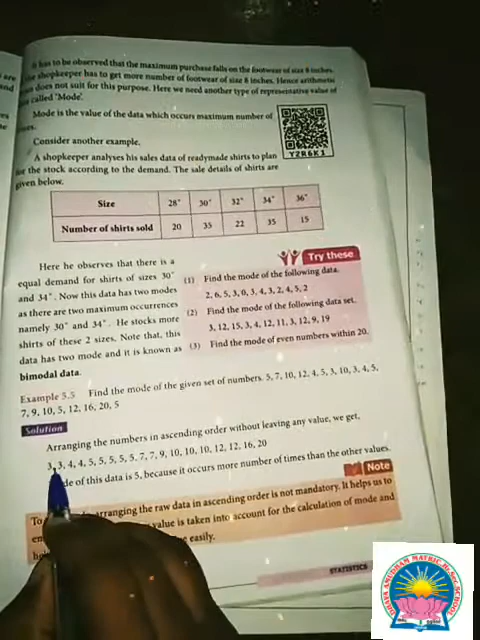 It has to be observed that the maximum purchase falls on the footwear of size 8 inches.
the shopkeeper has to get more number of footwear of size 8 inches. Hence arithmetic
does not suit for this purpose. Here we need another type of representative value of
called 'Mode'.
Mode is the value of the data which occurs maximum number of
Consider another example.
A shopkeeper analyses his sales data of readymade shirts to plan
the stock according to the demand. The sale details of shirts are
given below.
YZR6K1
Size 28" 30" 32" 34" 36"
Number of shirts sold 20 35 22 35 15
Here he observes that there is a
equal demand for shirts of sizes 30"
and 34". Now this data has two modes
as there are two maximum occurrences
namely 30" and 34". He stocks more
shirts of these 2 sizes. Note that, this
data has two mode and it is known as
bimodal data.
Try these
(1) Find the mode of the following data.
2, 6, 5, 3, 0, 3, 4, 3, 2, 4, 5, 2
(2) Find the mode of the following data set.
3, 12, 15, 3, 4, 12, 11, 3, 12, 9, 19
(3) Find the mode of even numbers within 20.
Example 5.5 Find the mode of the given set of numbers. 5, 7, 10, 12, 4, 5, 3, 10, 3, 4, 5,
7, 9, 10, 5, 12, 16, 20, 5
Solution
Arranging the numbers in ascending order without leaving any value, we get,
3, 3, 4, 4, 5, 5, 5, 5, 5, 7, 7, 9, 10, 10, 10, 12, 12, 16, 20
of this data is 5, because it occurs more number of times than the other values.
Note
To arranging the raw data in ascending order is not mandatory. It helps us to
value is taken into account for the calculation of mode and
easily.
STATISTICS